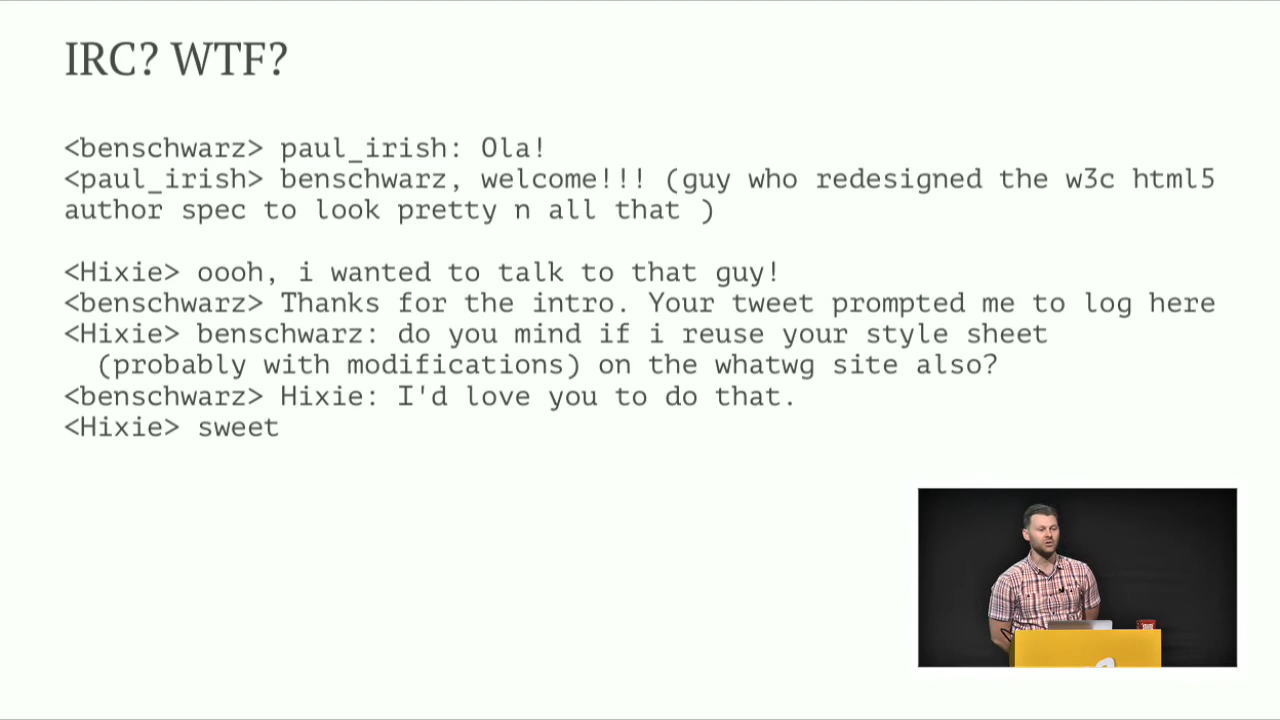 IRC? WTF?
<benschwarz> paul_irish: Ola!
<paul_irish> benschwarz, welcome!!! (guy who redesigned the w3c html5
author spec to look pretty n all that )
<Hixie> oooh, i wanted to talk to that guy!
<benschwarz> Thanks for the intro. Your tweet prompted me to log here
<Hixie> benschwarz: do you mind if i reuse your style sheet
(probably with modifications) on the whatwg site also?
<benschwarz> Hixie: I'd love you to do that.
<Hixie> sweet